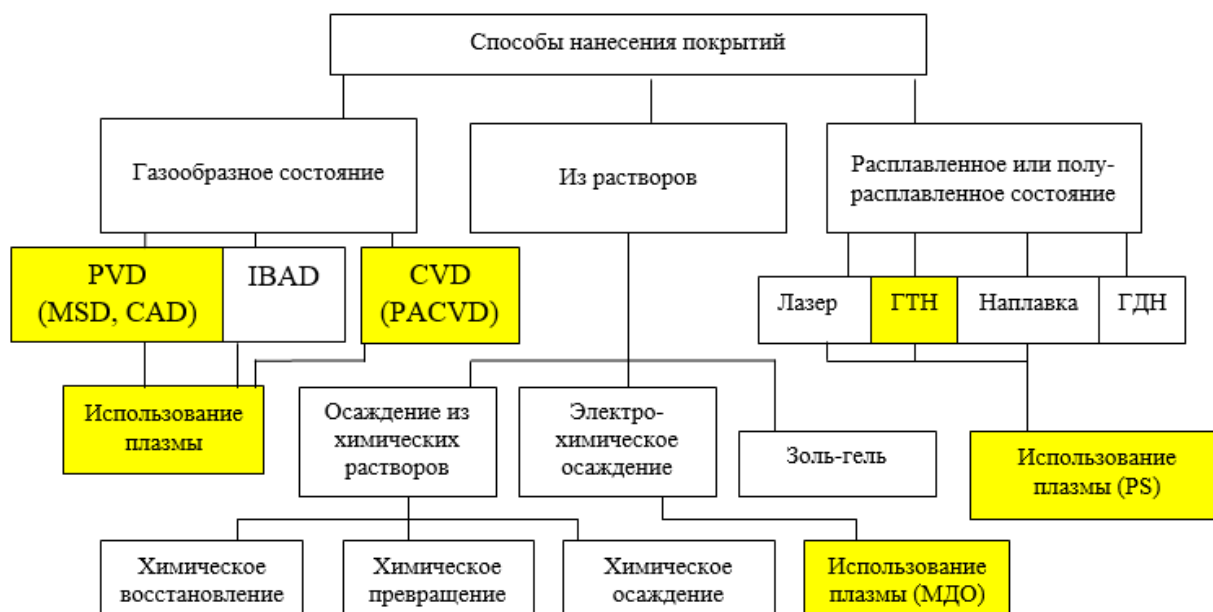 Способы нанесения покрытий
Газообразное состояние
Из растворов
Расплавленное или полу-
расплавленное состояние
PVD
(MSD, CAD)
IBAD
CVD
(PACVD)
Лазер
ГТН
Наплавка
ГДН
Использование
плазмы
Осаждение из
химических
растворов
Электро-
химическое
осаждение
Золь-гель
Использование
плазмы (PS)
Химическое
восстановление
Химическое
превращение
Химическое
осаждение
Использование
плазмы (МДО)